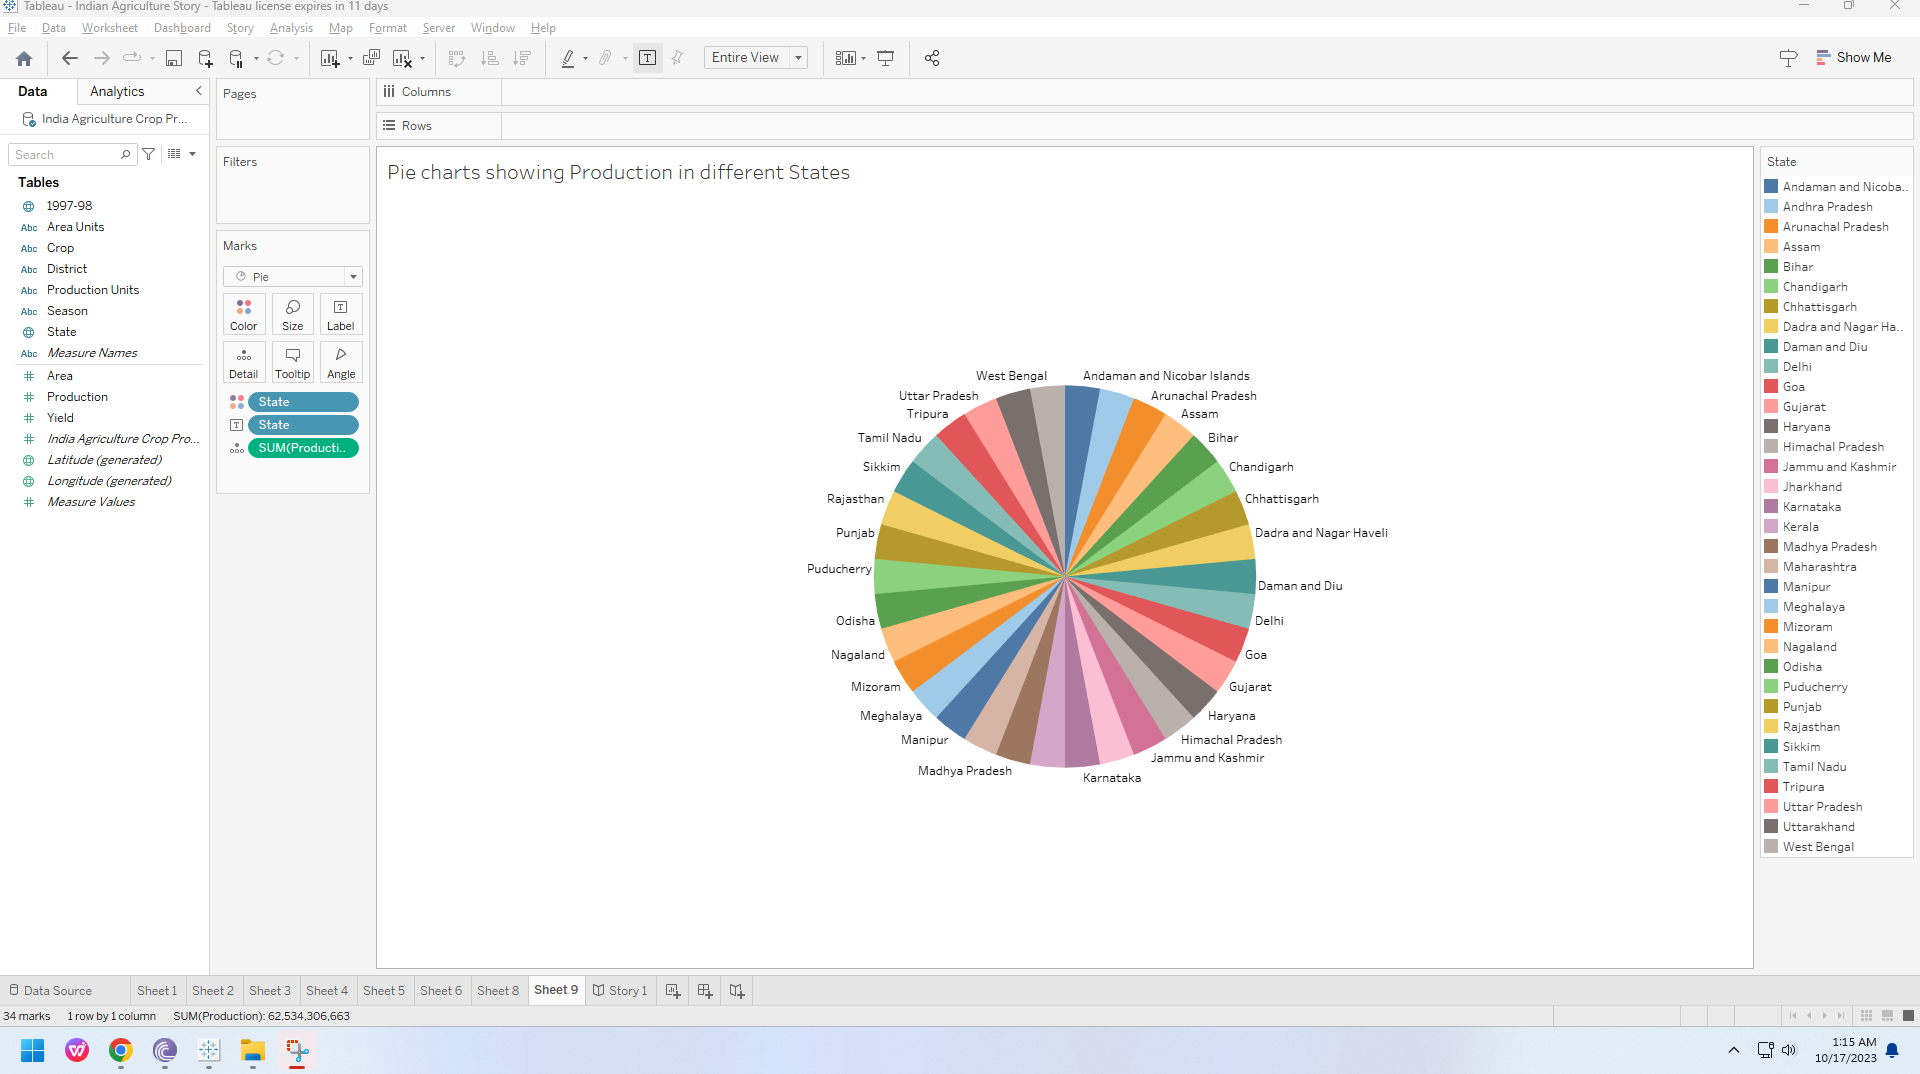 Tableau - Indian Agriculture Story - Tableau license expires in 11 days
File Data Worksheet Dashboard Story Analysis Map Format Server Window Help
Entire View
Show Me
Data Analytics
India Agriculture Crop Pr...
Search
Tables
1997-98
Abc Area Units
Abc Crop
Abc District
Abc Production Units
Abc Season
State
Abc Measure Names
Area
Production
Yield
India Agriculture Crop Pro...
Latitude (generated)
Longitude (generated)
Measure Values
Pages
Filters
Marks
Pie
Color Size Label
Detail Tooltip Angle
State
State
SUM(Producti..
Columns
Rows
Pie charts showing Production in different States
West Bengal
Andaman and Nicobar Islands
Uttar Pradesh
Arunachal Pradesh
Tripura
Assam
Tamil Nadu
Bihar
Sikkim
Chandigarh
Rajasthan
Chhattisgarh
Punjab
Dadra and Nagar Haveli
Puducherry
Daman and Diu
Odisha
Delhi
Nagaland
Goa
Mizoram
Gujarat
Meghalaya
Haryana
Manipur
Himachal Pradesh
Jammu and Kashmir
Madhya Pradesh
Karnataka
State
Andaman and Nicoba..
Andhra Pradesh
Arunachal Pradesh
Assam
Bihar
Chandigarh
Chhattisgarh
Dadra and Nagar Ha..
Daman and Diu
Delhi
Goa
Gujarat
Haryana
Himachal Pradesh
Jammu and Kashmir
Jharkhand
Karnataka
Kerala
Madhya Pradesh
Maharashtra
Manipur
Meghalaya
Mizoram
Nagaland
Odisha
Puducherry
Punjab
Rajasthan
Sikkim
Tamil Nadu
Tripura
Uttar Pradesh
Uttarakhand
West Bengal
Data Source Sheet 1 Sheet 2 Sheet 3 Sheet 4 Sheet 5 Sheet 6 Sheet 8 Sheet 9 Story 1
34 marks 1 row by 1 column SUM(Production): 62,534,306,663
1:15 AM
10/17/2023